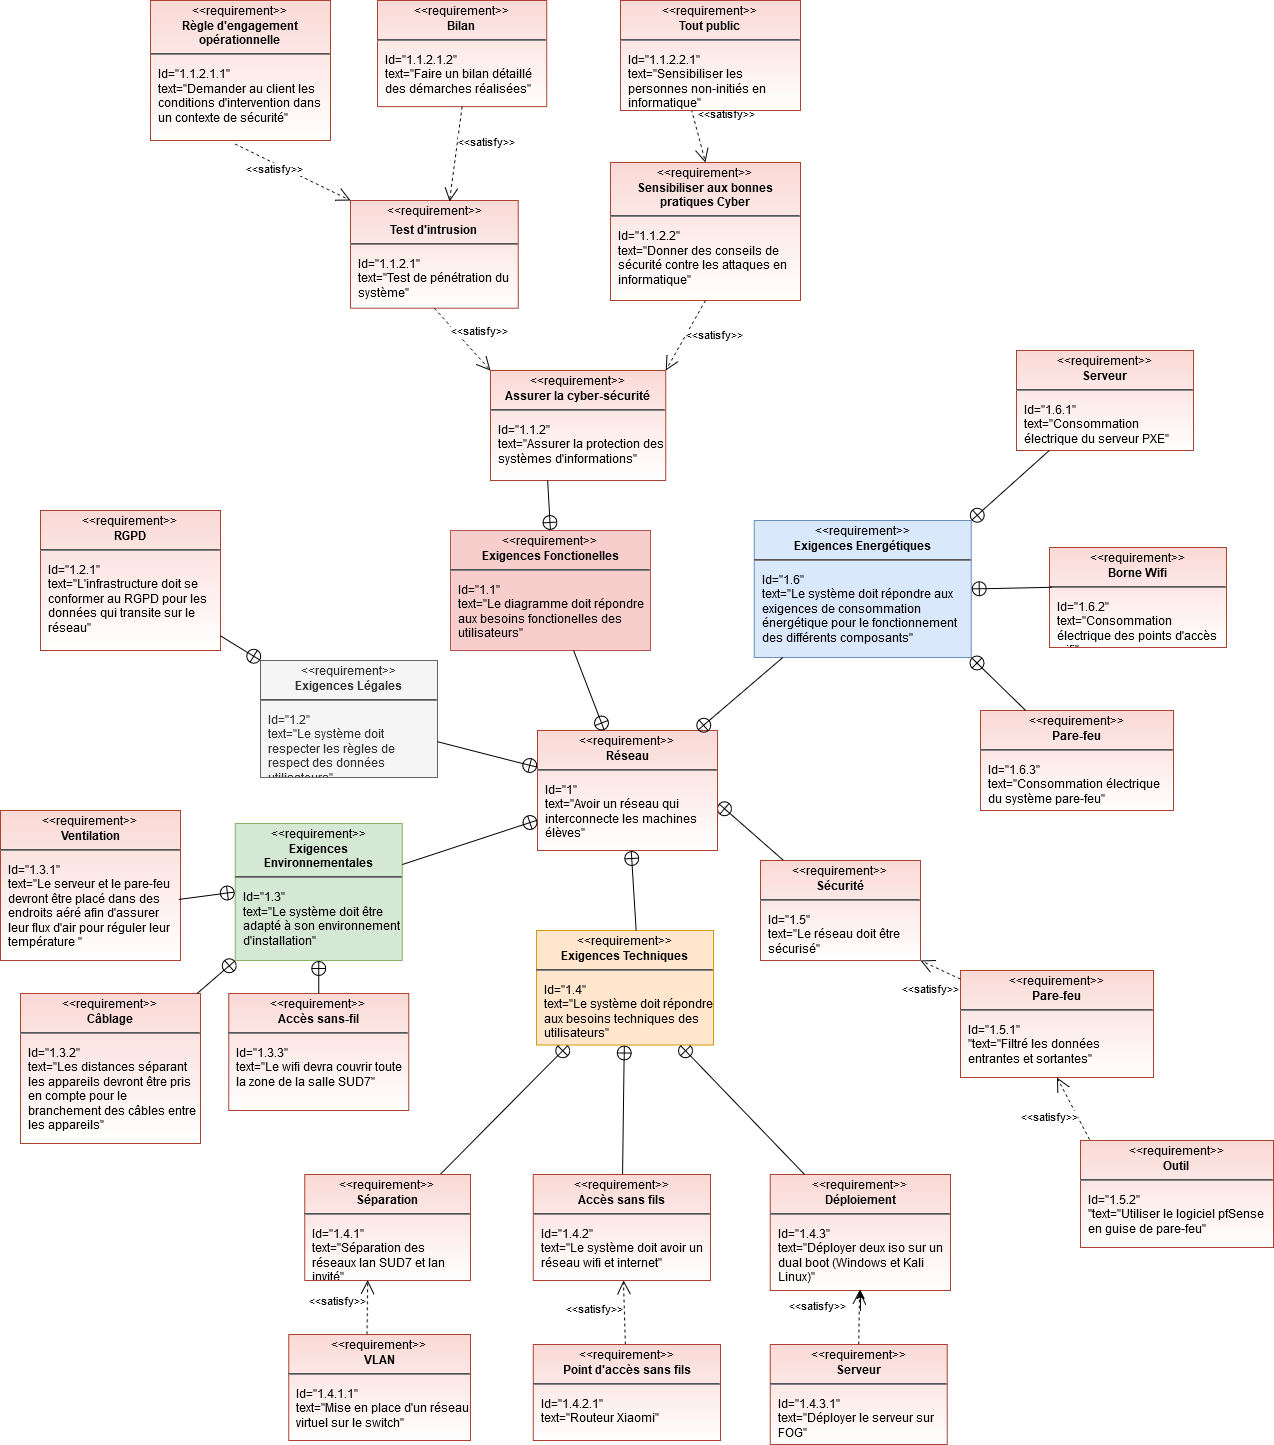 <<requirement>>
Règle d'engagement
opérationnelle
Id="1.1.2.1.1"
text="Demander au client les
conditions d'intervention dans
un contexte de sécurité"
<<requirement>>
Bilan
Id="1.1.2.1.2"
text="Faire un bilan détaillé
des démarches réalisées"
<<requirement>>
Tout public
Id="1.1.2.2.1"
text="Sensibiliser les
personnes non-initiés en
informatique"
<<satisfy>>
<<satisfy>>
<<satisfy>>
<<requirement>>
Test d'intrusion
Id="1.1.2.1"
text="Test de pénétration du
système"
<<requirement>>
Sensibiliser aux bonnes
pratiques Cyber
Id="1.1.2.2"
text="Donner des conseils de
sécurité contre les attaques en
informatique"
<<satisfy>>
<<satisfy>>
<<requirement>>
Assurer la cyber-sécurité
Id="1.1.2"
text="Assurer la protection des
systèmes d'informations"
<<requirement>>
Serveur
Id="1.6.1"
text="Consommation
électrique du serveur PXE"
<<requirement>>
RGPD
Id="1.2.1"
text="L'infrastructure doit se
conformer au RGPD pour les
données qui transite sur le
réseau"
<<requirement>>
Exigences Fonctionelles
Id="1.1"
text="Le diagramme doit répondre
aux besoins fonctionelles des
utilisateurs"
<<requirement>>
Exigences Energétiques
Id="1.6"
text="Le système doit répondre aux
exigences de consommation
énergétique pour le fonctionnement
des différents composants"
<<requirement>>
Borne Wifi
Id="1.6.2"
text="Consommation
électrique des points d'accès
<<requirement>>
Exigences Légales
Id="1.2"
text="Le système doit
respecter les règles de
respect des données
utilisateurs"
<<requirement>>
Réseau
Id="1"
text="Avoir un réseau qui
interconnecte les machines
élèves"
<<requirement>>
Pare-feu
Id="1.6.3"
text="Consommation électrique
du système pare-feu"
<<requirement>>
Ventilation
Id="1.3.1"
text="Le serveur et le pare-feu
devront être placé dans des
endroits aéré afin d'assurer
leur flux d'air pour réguler leur
température "
<<requirement>>
Exigences
Environnementales
Id="1.3"
text="Le système doit être
adapté à son environnement
d'installation"
<<requirement>>
Sécurité
Id="1.5"
text="Le réseau doit être
sécurisé"
<<requirement>>
Exigences Techniques
Id="1.4"
text="Le système doit répondre
aux besoins techniques des
utilisateurs"
<<satisfy>>
<<requirement>>
Pare-feu
Id="1.5.1"
"text="Filtré les données
entrantes et sortantes"
<<requirement>>
Câblage
Id="1.3.2"
text="Les distances séparant
les appareils devront être pris
en compte pour le
branchement des câbles entre
les appareils"
<<requirement>>
Accès sans-fil
Id="1.3.3"
text="Le wifi devra couvrir toute
la zone de la salle SUD7"
<<satisfy>>
<<requirement>>
Outil
Id="1.5.2"
"text="Utiliser le logiciel pfSense
en guise de pare-feu"
<<requirement>>
Séparation
Id="1.4.1"
text="Séparation des
réseaux lan SUD7 et lan
invité"
<<requirement>>
Accès sans fils
Id="1.4.2"
text="Le système doit avoir un
réseau wifi et internet"
<<requirement>>
Déploiement
Id="1.4.3"
text="Déployer deux iso sur un
dual boot (Windows et Kali
Linux)"
<<satisfy>>
<<satisfy>>
<<satisfy>>
<<requirement>>
VLAN
Id="1.4.1.1"
text="Mise en place d'un réseau
virtuel sur le switch"
<<requirement>>
Point d'accès sans fils
Id="1.4.2.1"
text="Routeur Xiaomi"
<<requirement>>
Serveur
Id="1.4.3.1"
text="Déployer le serveur sur
FOG"